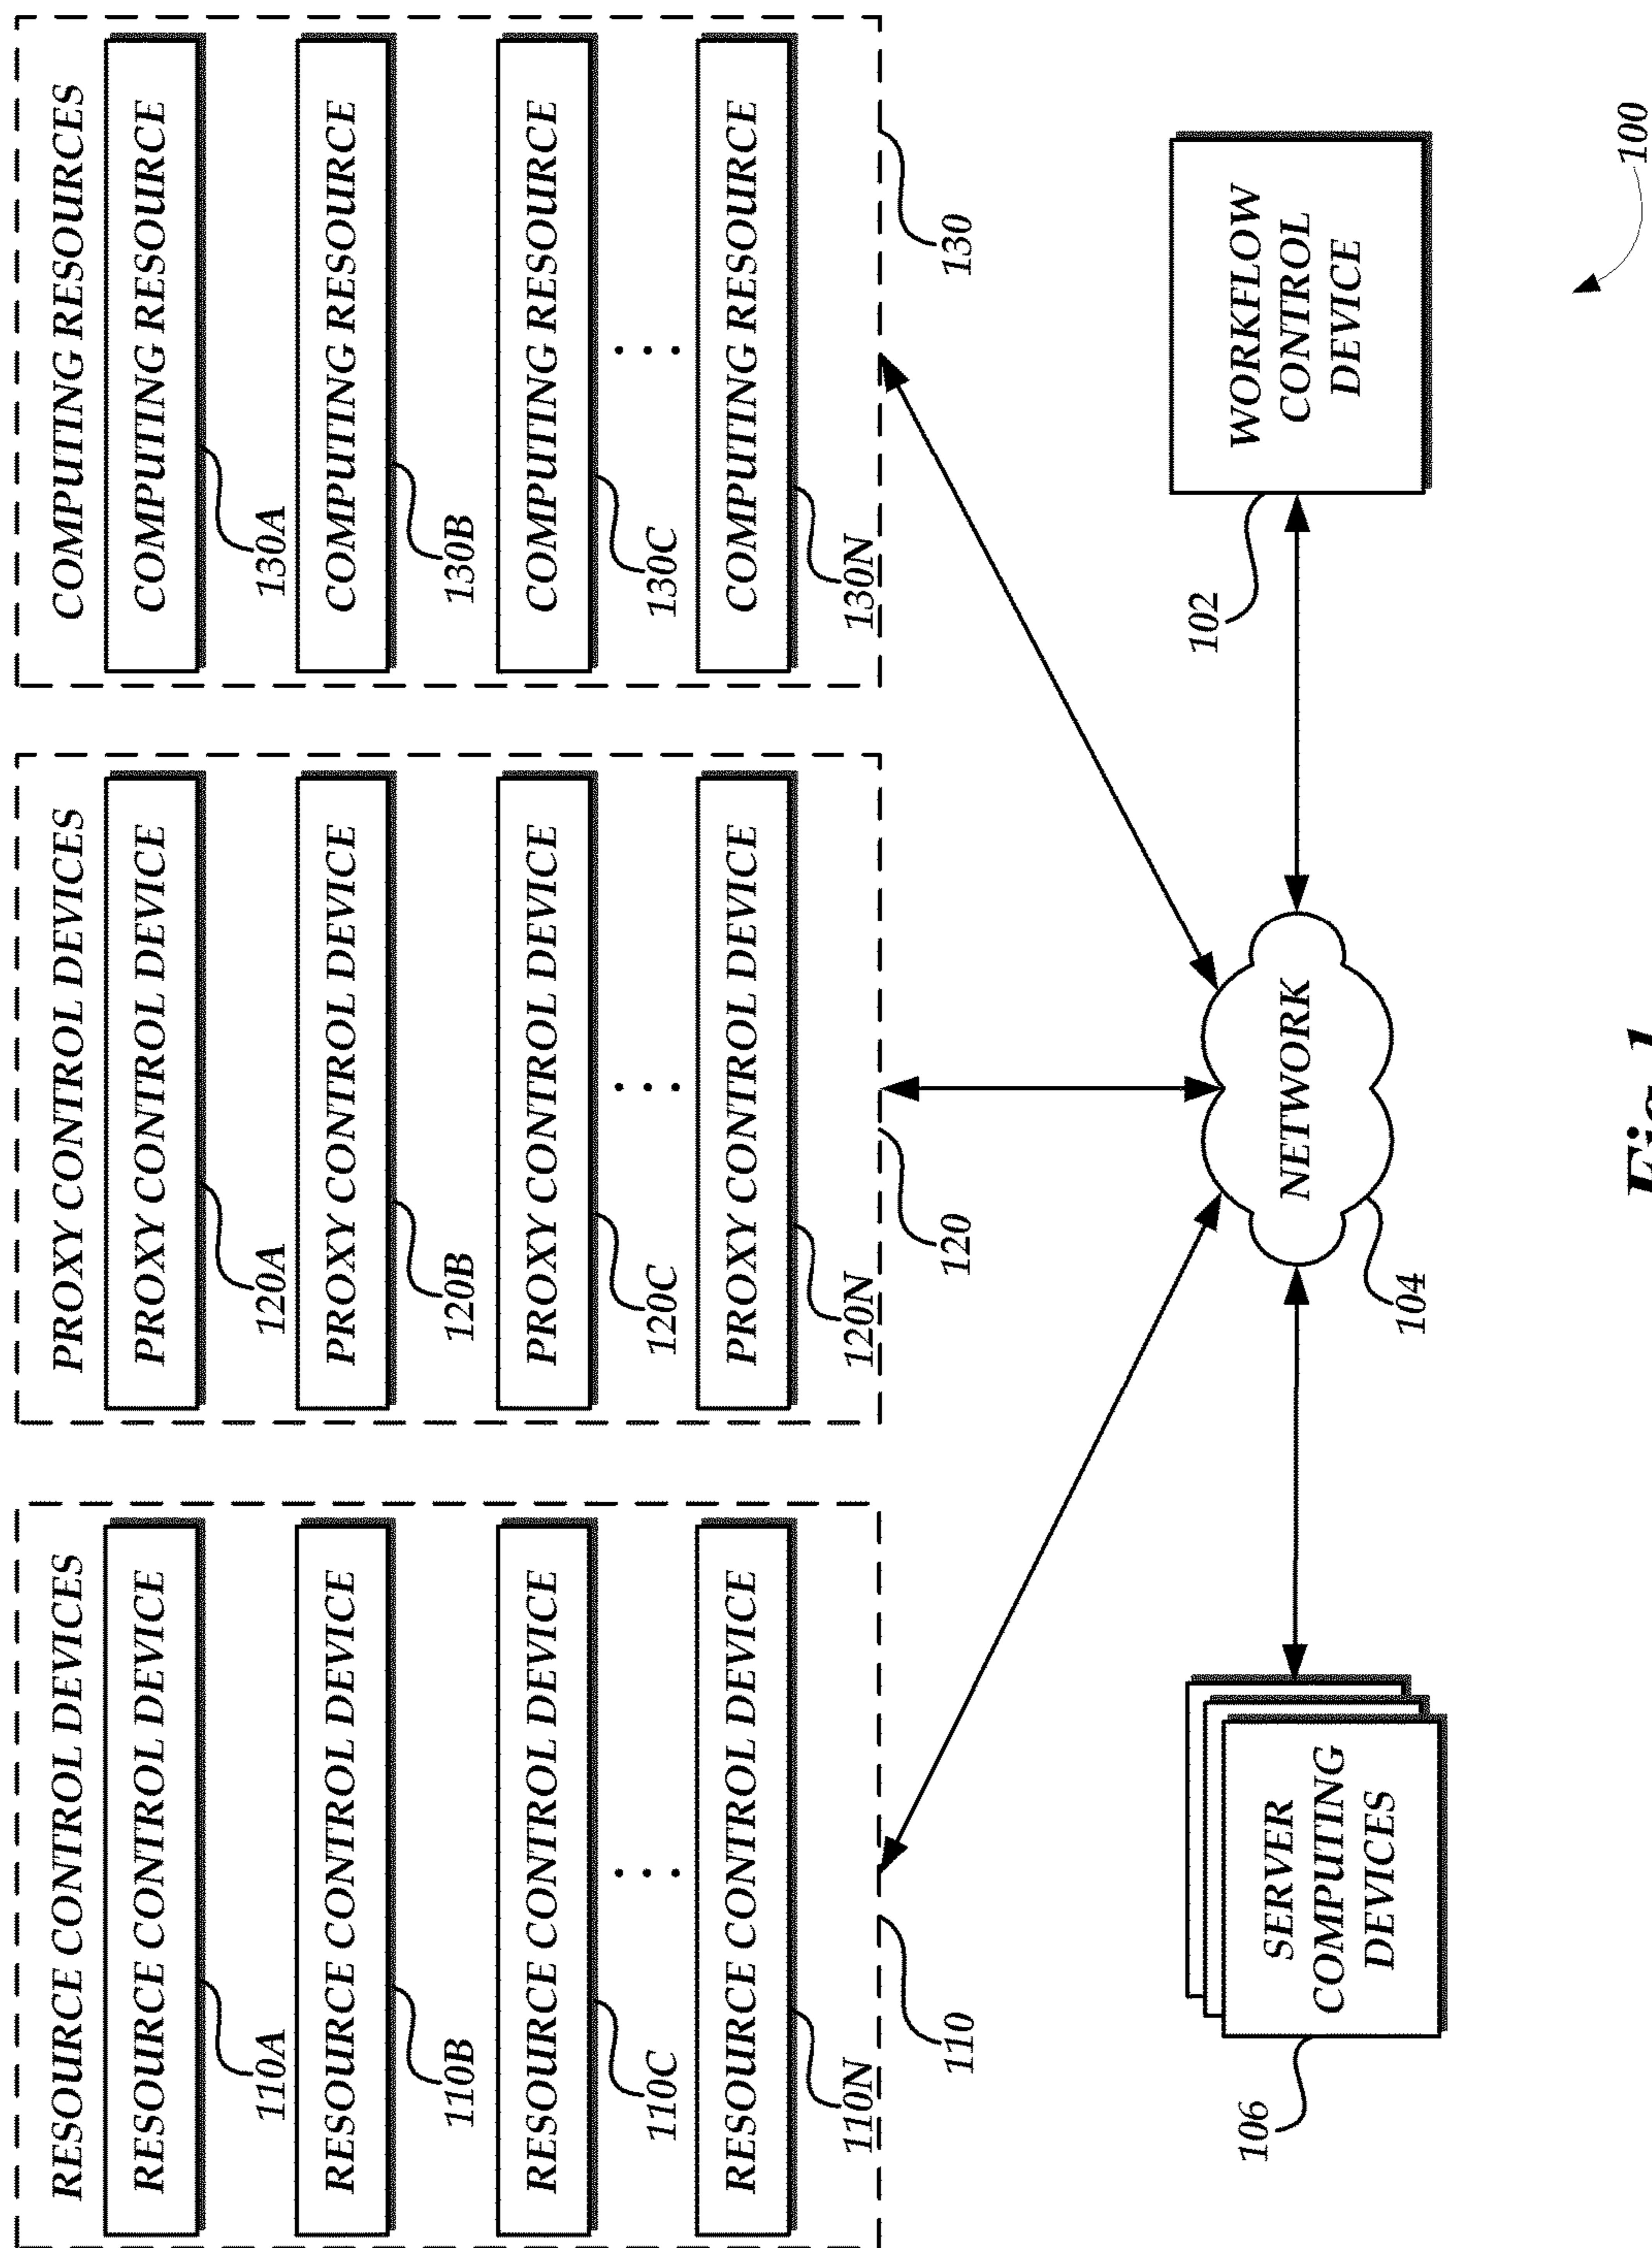 RESOURCE CONTROL DEVICES
RESOURCE CONTROL DEVICE
110A
RESOURCE CONTROL DEVICE
110B
RESOURCE CONTROL DEVICE
110C
...
RESOURCE CONTROL DEVICE
110N
110
PROXY CONTROL DEVICES
PROXY CONTROL DEVICE
120A
PROXY CONTROL DEVICE
120B
PROXY CONTROL DEVICE
120C
...
PROXY CONTROL DEVICE
120N
120
COMPUTING RESOURCES
COMPUTING RESOURCE
130A
COMPUTING RESOURCE
130B
COMPUTING RESOURCE
130C
...
COMPUTING RESOURCE
130N
130
106
SERVER
COMPUTING
DEVICES
NETWORK
104
102
WORKFLOW
CONTROL
DEVICE
100
Fig. 1